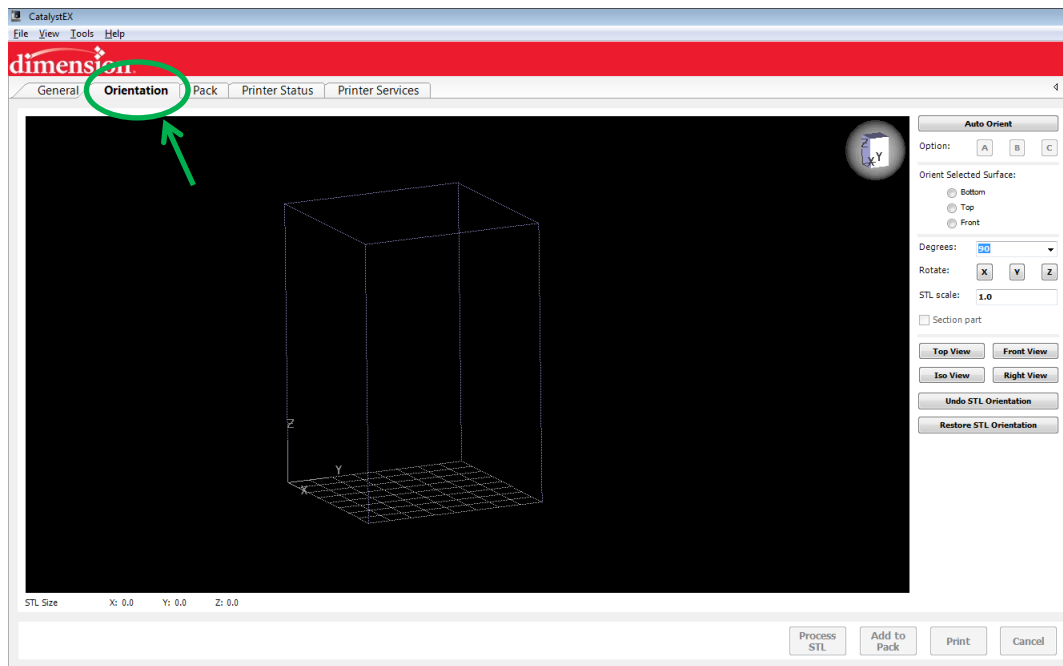 CatalystEX
File View Tools Help
dimension
General Orientation Pack Printer Status Printer Services
Z
Y
X
Auto Orient
Option: A B C
Orient Selected Surface:
Bottom
Top
Front
Degrees: 90
Rotate: X Y Z
STL scale: 1.0
Section part
Top View Front View
Iso View Right View
Undo STL Orientation
Restore STL Orientation
Z
Y
X
STL Size X: 0.0 Y: 0.0 Z: 0.0
Process STL
Add to Pack
Print
Cancel